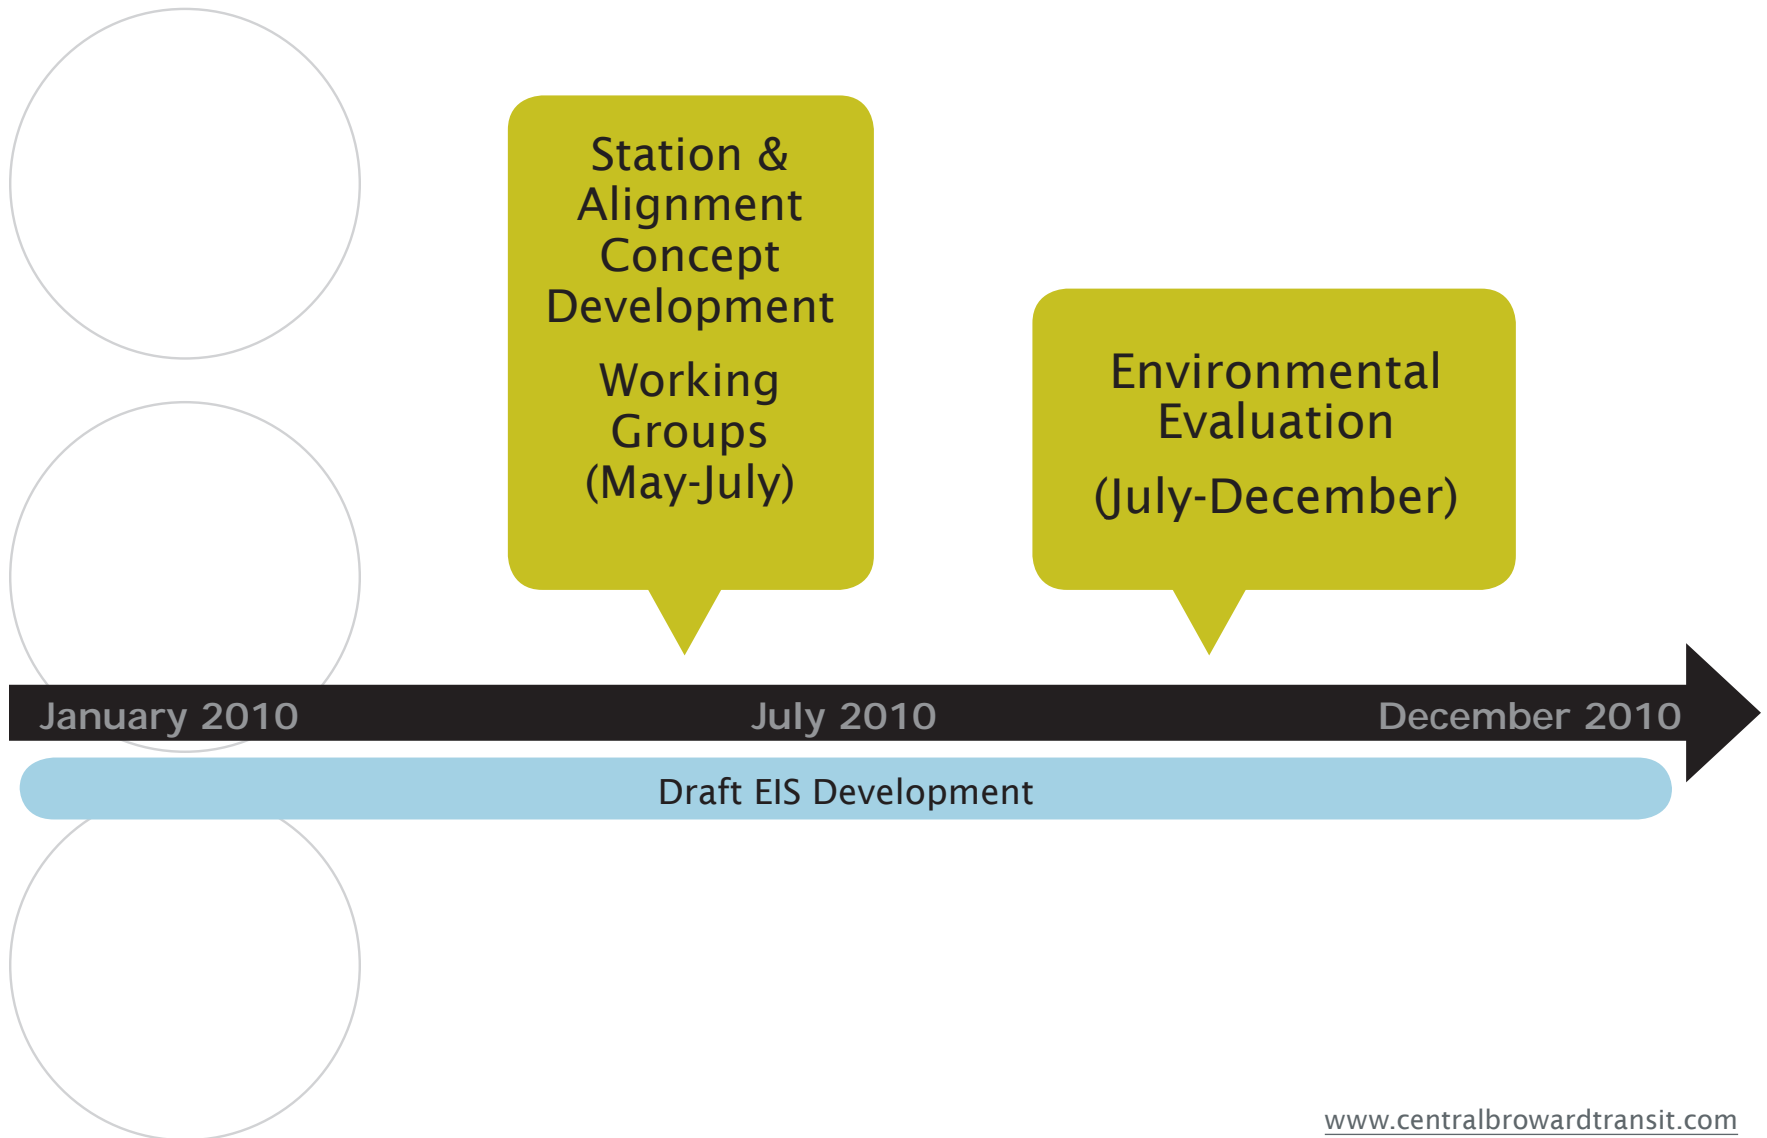 Station &
Alignment
Concept
Development
Working
Groups
(May-July)
Environmental
Evaluation
(July-December)
January 2010
July 2010
December 2010
Draft EIS Development
www.centralbrowardtransit.com